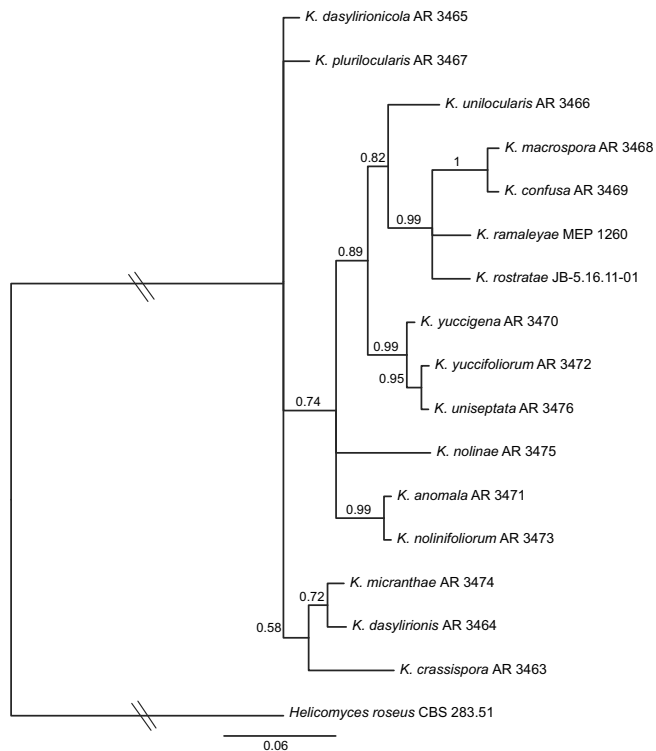 K. dasylirionicola AR 3465
K. plurilocularis AR 3467
K. unilocularis AR 3466
K. macrospora AR 3468
0.82
1
K. confusa AR 3469
0.99
K. ramaleyae MEP 1260
0.89
K. rostratae JB-5.16.11-01
K. yuccigena AR 3470
0.99
K. yuccifoliorum AR 3472
0.95
K. uniseptata AR 3476
0.74
K. nolinae AR 3475
K. anomala AR 3471
0.99
K. nolinifoliorum AR 3473
K. micranthae AR 3474
0.72
K. dasylirionis AR 3464
0.58
K. crassispora AR 3463
Helicomyces roseus CBS 283.51
0.06